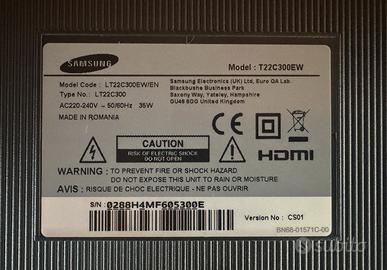 SAMSUNG
Model : T22C300EW
Model Code : LT22C300EW/EN
Type No. : LT22C300
AC220-240V ~ 50/60Hz 35W
MADE IN ROMANIA
Samsung Electronics (UK) Ltd, Euro QA Lab.
Blackbushe Business Park
Saxony Way, Yateley, Hampshire
GU46 6GG United Kingdom
CAUTION
RISK OF ELECTRIC SHOCK
DO NOT OPEN
HDMI
WARNING : TO PREVENT FIRE OR SHOCK HAZARD
DO NOT EXPOSE THIS UNIT TO RAIN OR MOISTURE
AVIS : RISQUE DE CHOC ELECTRIQUE, NE PAS OUVRIR
S/N : 0288H4MF605300E
Version No : CS01
BN68-01571C-00
subito